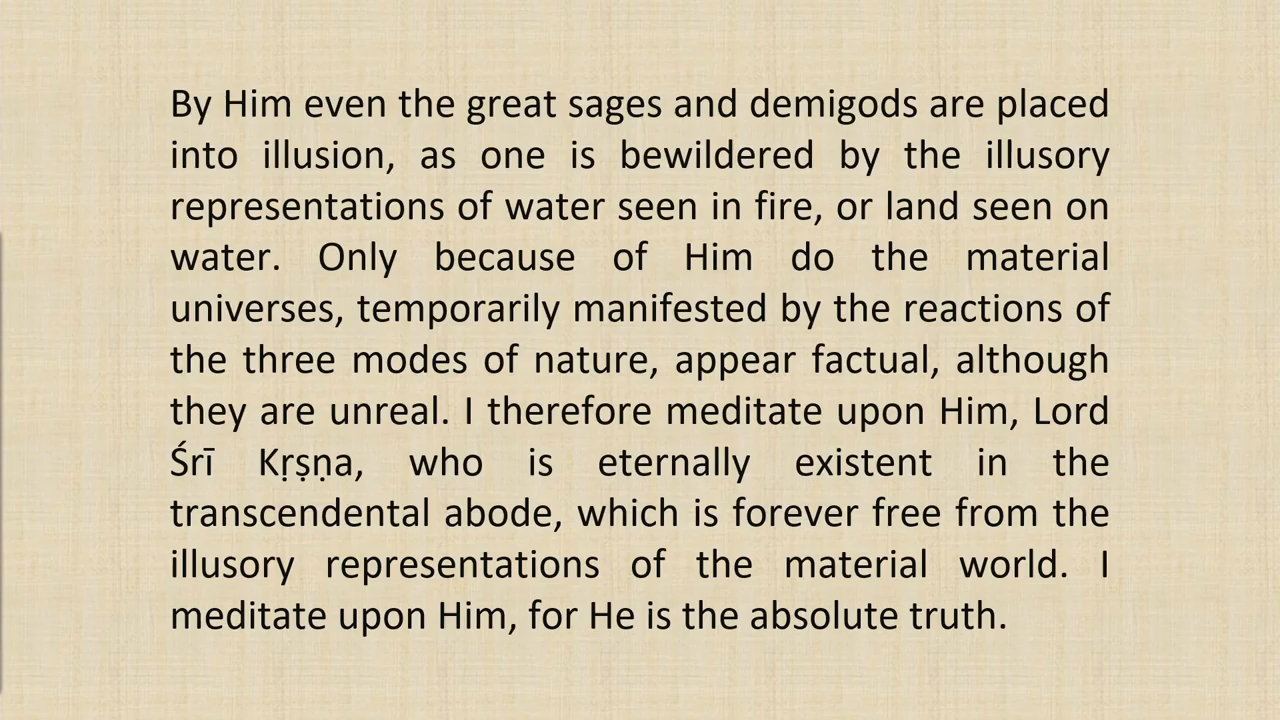 By Him even the great sages and demigods are placed
into illusion, as one is bewildered by the illusory
representations of water seen in fire, or land seen on
water. Only because of Him do the material
universes, temporarily manifested by the reactions of
the three modes of nature, appear factual, although
they are unreal. I therefore meditate upon Him, Lord
Śrī Kṛṣṇa, who is eternally existent in the
transcendental abode, which is forever free from the
illusory representations of the material world. I
meditate upon Him, for He is the absolute truth.